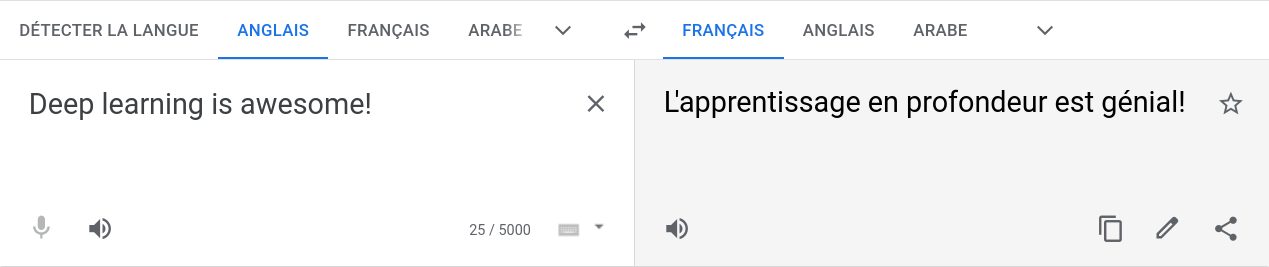 DÉTECTER LA LANGUE ANGLAIS FRANÇAIS ARABE FRANÇAIS ANGLAIS ARABE
Deep learning is awesome! L'apprentissage en profondeur est génial!
25 / 5000